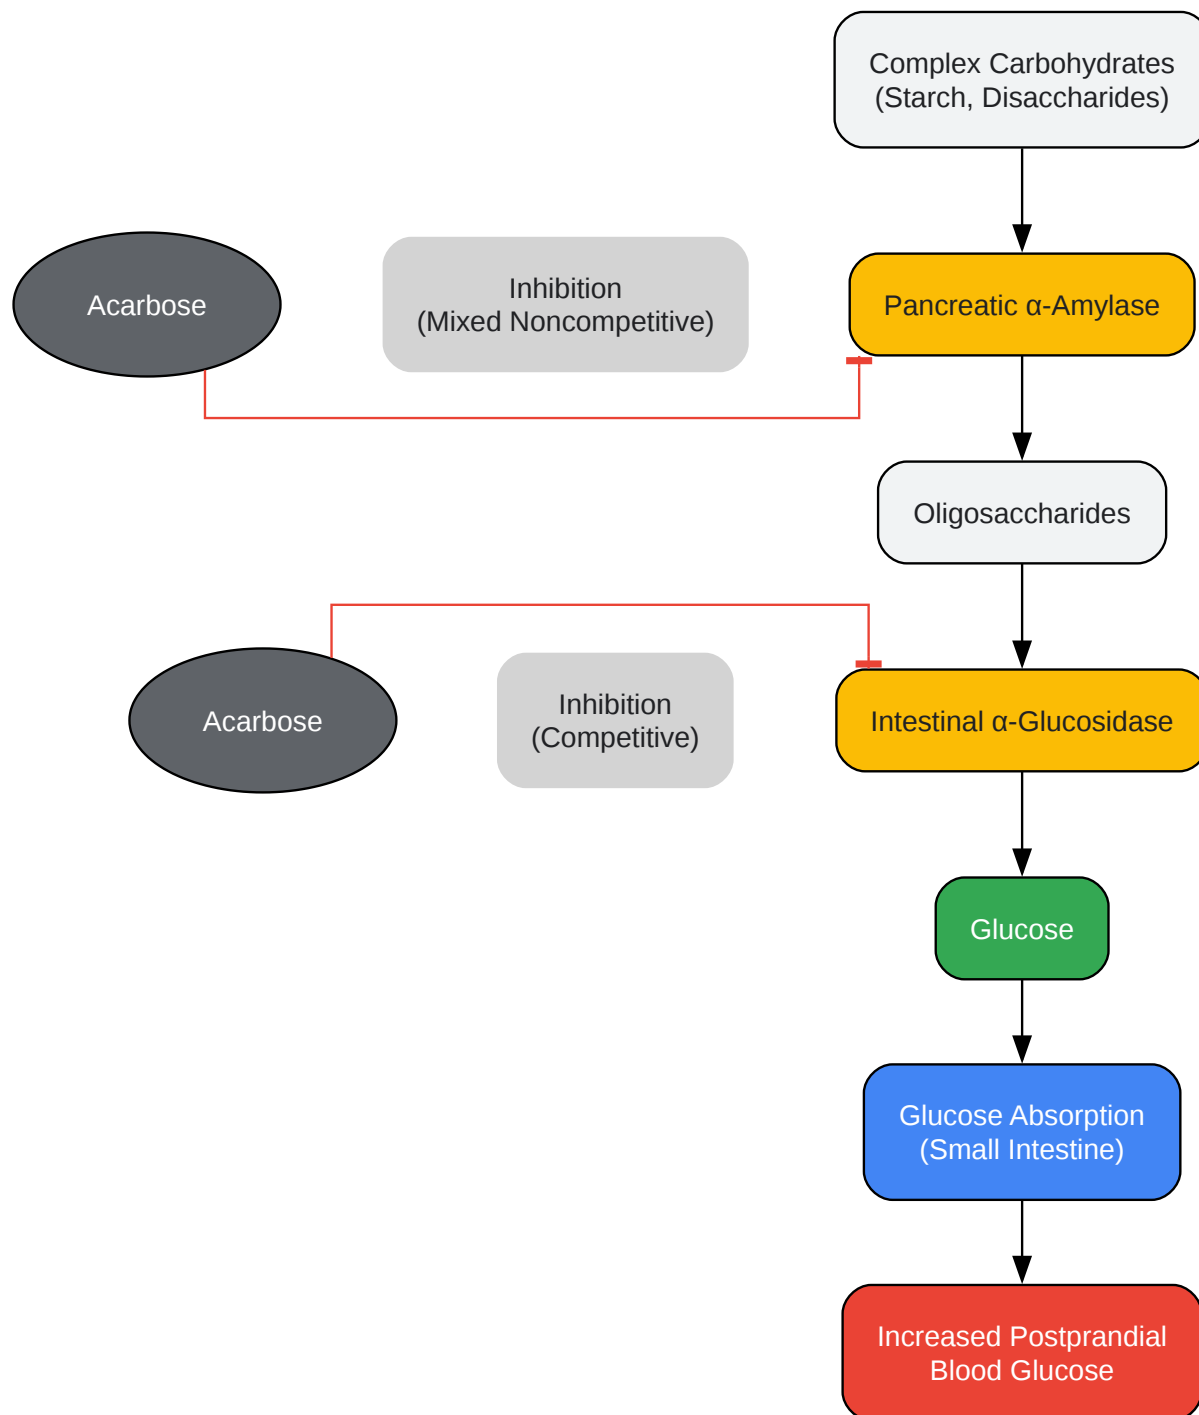 Complex Carbohydrates
(Starch, Disaccharides)
Acarbose
Inhibition
(Mixed Noncompetitive)
Pancreatic α-Amylase
Oligosaccharides
Acarbose
Inhibition
(Competitive)
Intestinal α-Glucosidase
Glucose
Glucose Absorption
(Small Intestine)
Increased Postprandial
Blood Glucose